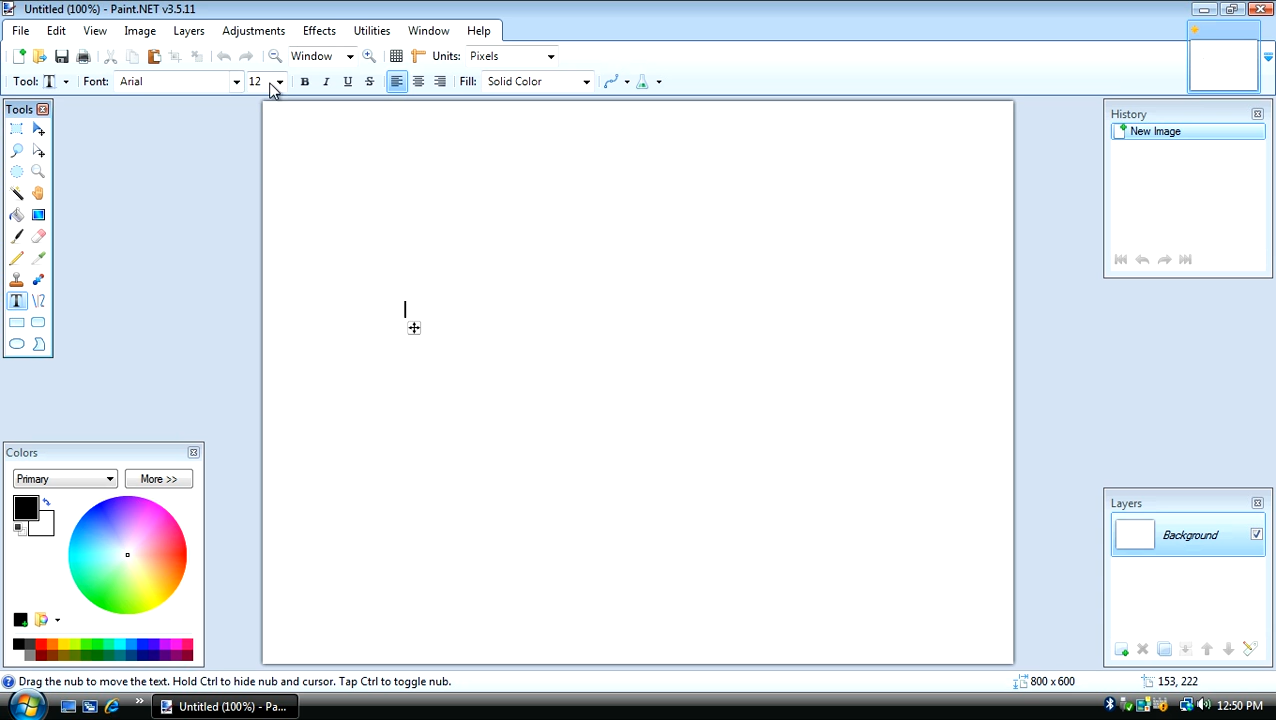 Untitled (100%) - Paint.NET v3.5.11
File Edit View Image Layers Adjustments Effects Utilities Window Help
Window Units: Pixels
Tool: T Font: Arial 12 B I U S Fill: Solid Color
Tools
History
New Image
T
Colors
Primary More >>
Layers
Background
Drag the nub to move the text. Hold Ctrl to hide nub and cursor. Tap Ctrl to toggle nub. 800 x 600 153, 222
Untitled (100%) - Pa... 12:50 PM